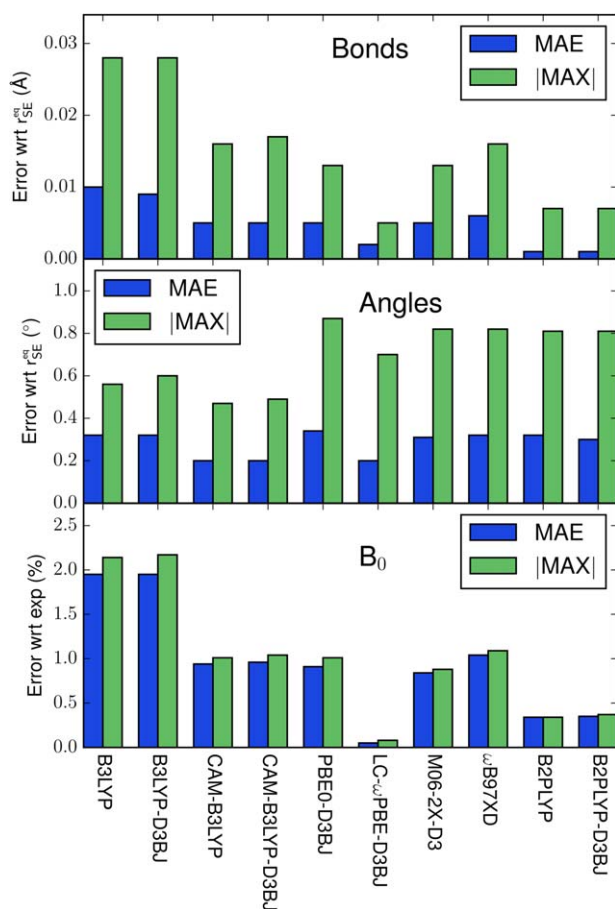 Bonds
MAE
|MAX|
Error wrt r_SE^eq (Å)
0.03
0.02
0.01
0.00
Angles
MAE
|MAX|
Error wrt r_SE^eq (°)
1.0
0.8
0.6
0.4
0.2
0.0
B₀
MAE
|MAX|
Error wrt exp (%)
2.5
2.0
1.5
1.0
0.5
0.0
B3LYP
B3LYP-D3BJ
CAM-B3LYP
CAM-B3LYP-D3BJ
PBE0-D3BJ
LC-ωPBE-D3BJ
M06-2X-D3
ωB97XD
B2PLYP
B2PLYP-D3BJ